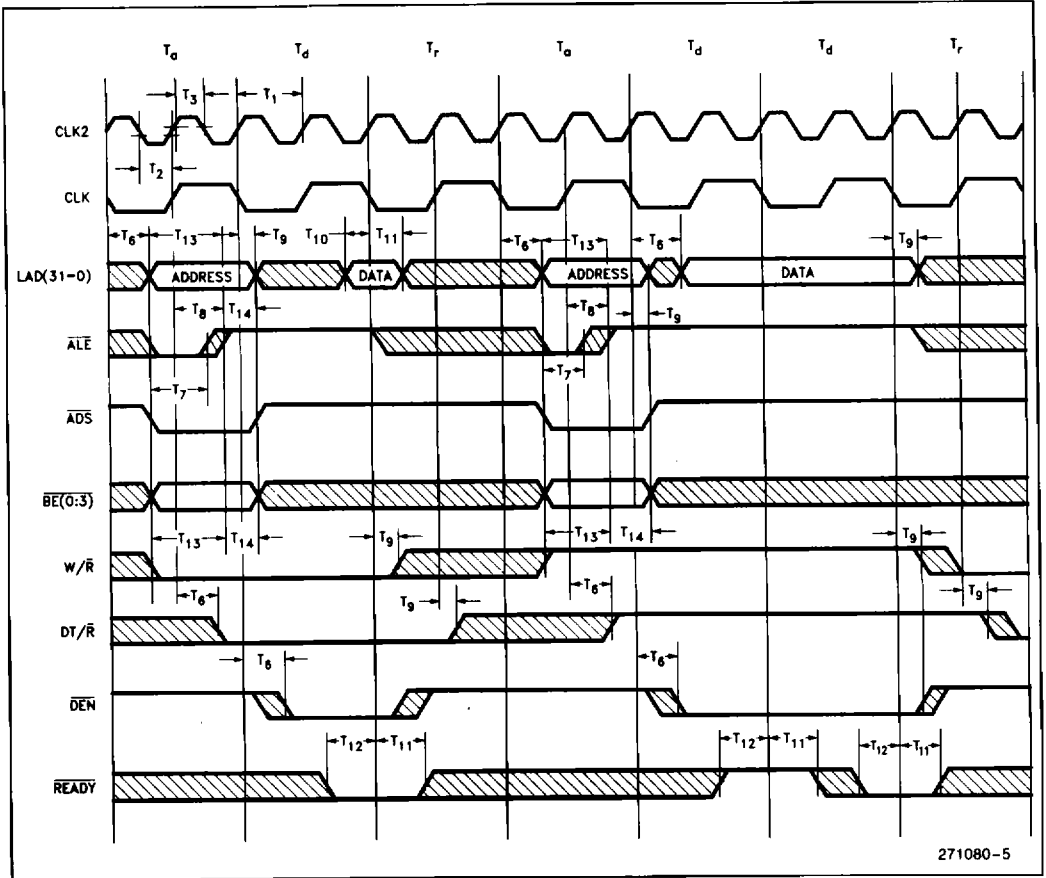 Ta Td Tr Ta Td Td Tr
T3 T1
CLK2
T2
CLK
T6 T13 T9 T10 T11 T6 T13 T6 T9
LAD(31-0) ADDRESS DATA ADDRESS DATA
T8 T14 T8 T9
ALE
T7 T7
ADS
BE(0:3)
T13 T14 T9 T13 T14 T9
W/R
T6 T9 T6 T9
DT/R
T6 T6
DEN
T12 T11 T12 T11 T12 T11
READY
271080-5